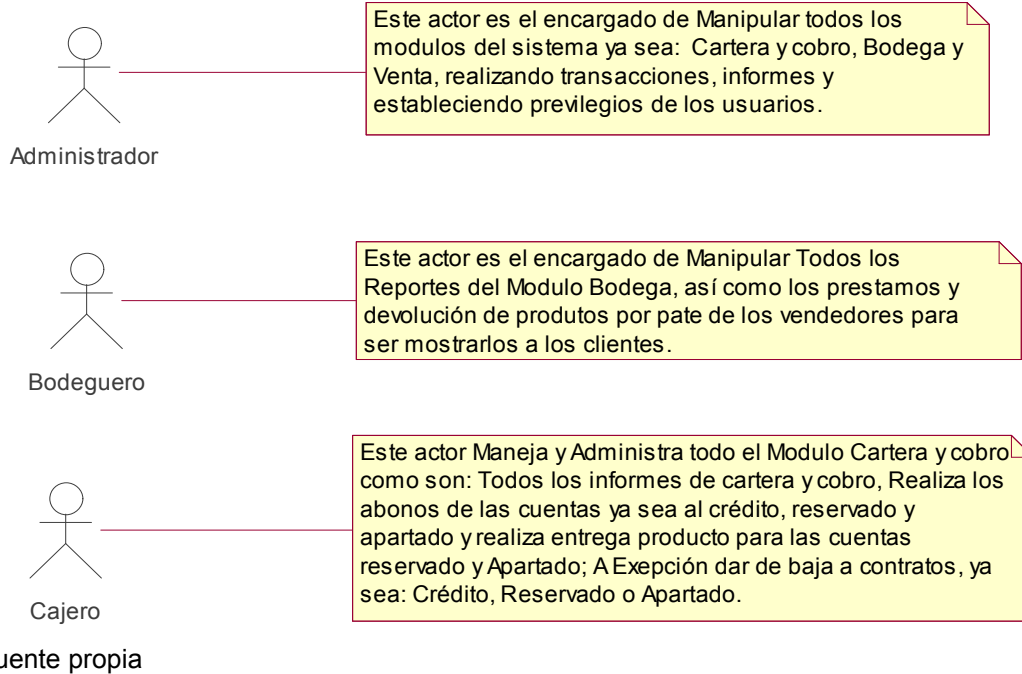 Este actor es el encargado de Manipular todos los
modulos del sistema ya sea: Cartera y cobro, Bodega y
Venta, realizando transacciones, informes y
estableciendo previlegios de los usuarios.
Administrador
Este actor es el encargado de Manipular Todos los
Reportes del Modulo Bodega, así como los prestamos y
devolución de produtos por pate de los vendedores para
ser mostrarlos a los clientes.
Bodeguero
Este actor Maneja y Administra todo el Modulo Cartera y cobro
como son: Todos los informes de cartera y cobro, Realiza los
abonos de las cuentas ya sea al crédito, reservado y
apartado y realiza entrega producto para las cuentas
reservado y Apartado; A Exepción dar de baja a contratos, ya
sea: Crédito, Reservado o Apartado.
Cajero
uente propia